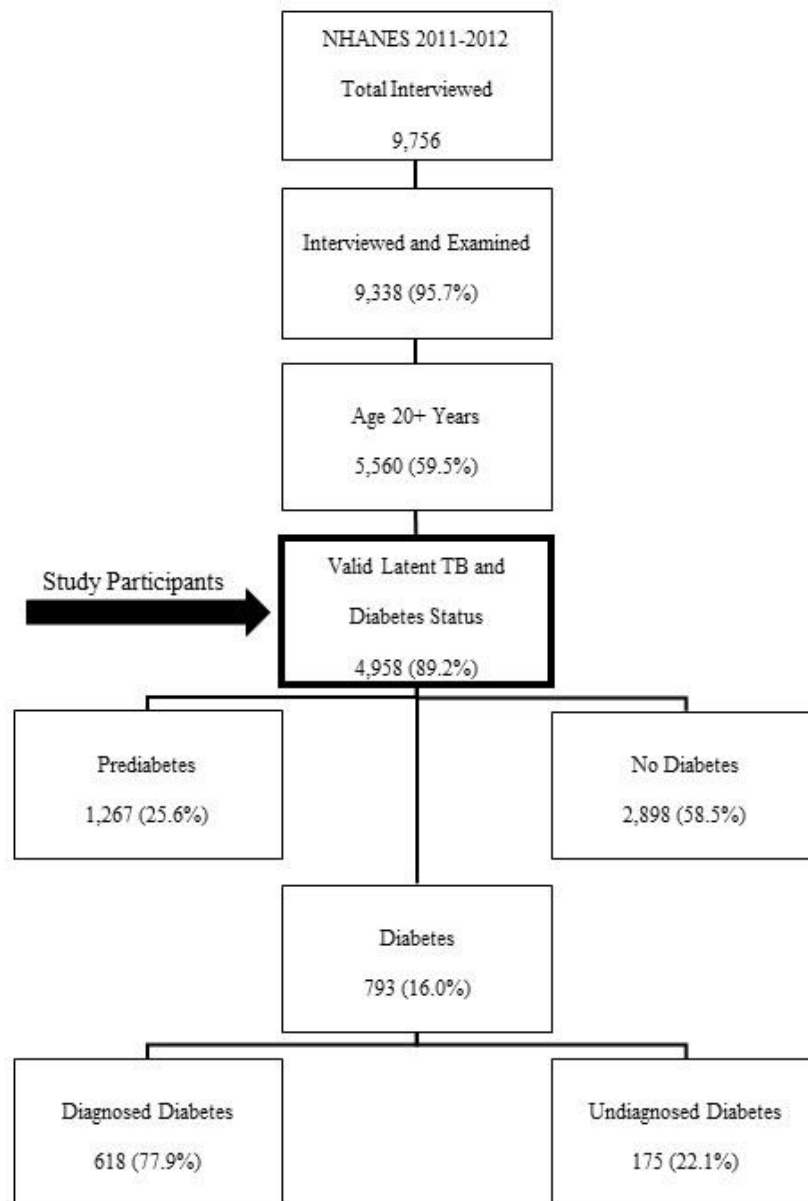 NHANES 2011-2012
Total Interviewed
9,756
Interviewed and Examined
9,338 (95.7%)
Age 20+ Years
5,560 (59.5%)
Study Participants
Valid Latent TB and
Diabetes Status
4,958 (89.2%)
Prediabetes
1,267 (25.6%)
No Diabetes
2,898 (58.5%)
Diabetes
793 (16.0%)
Diagnosed Diabetes
618 (77.9%)
Undiagnosed Diabetes
175 (22.1%)